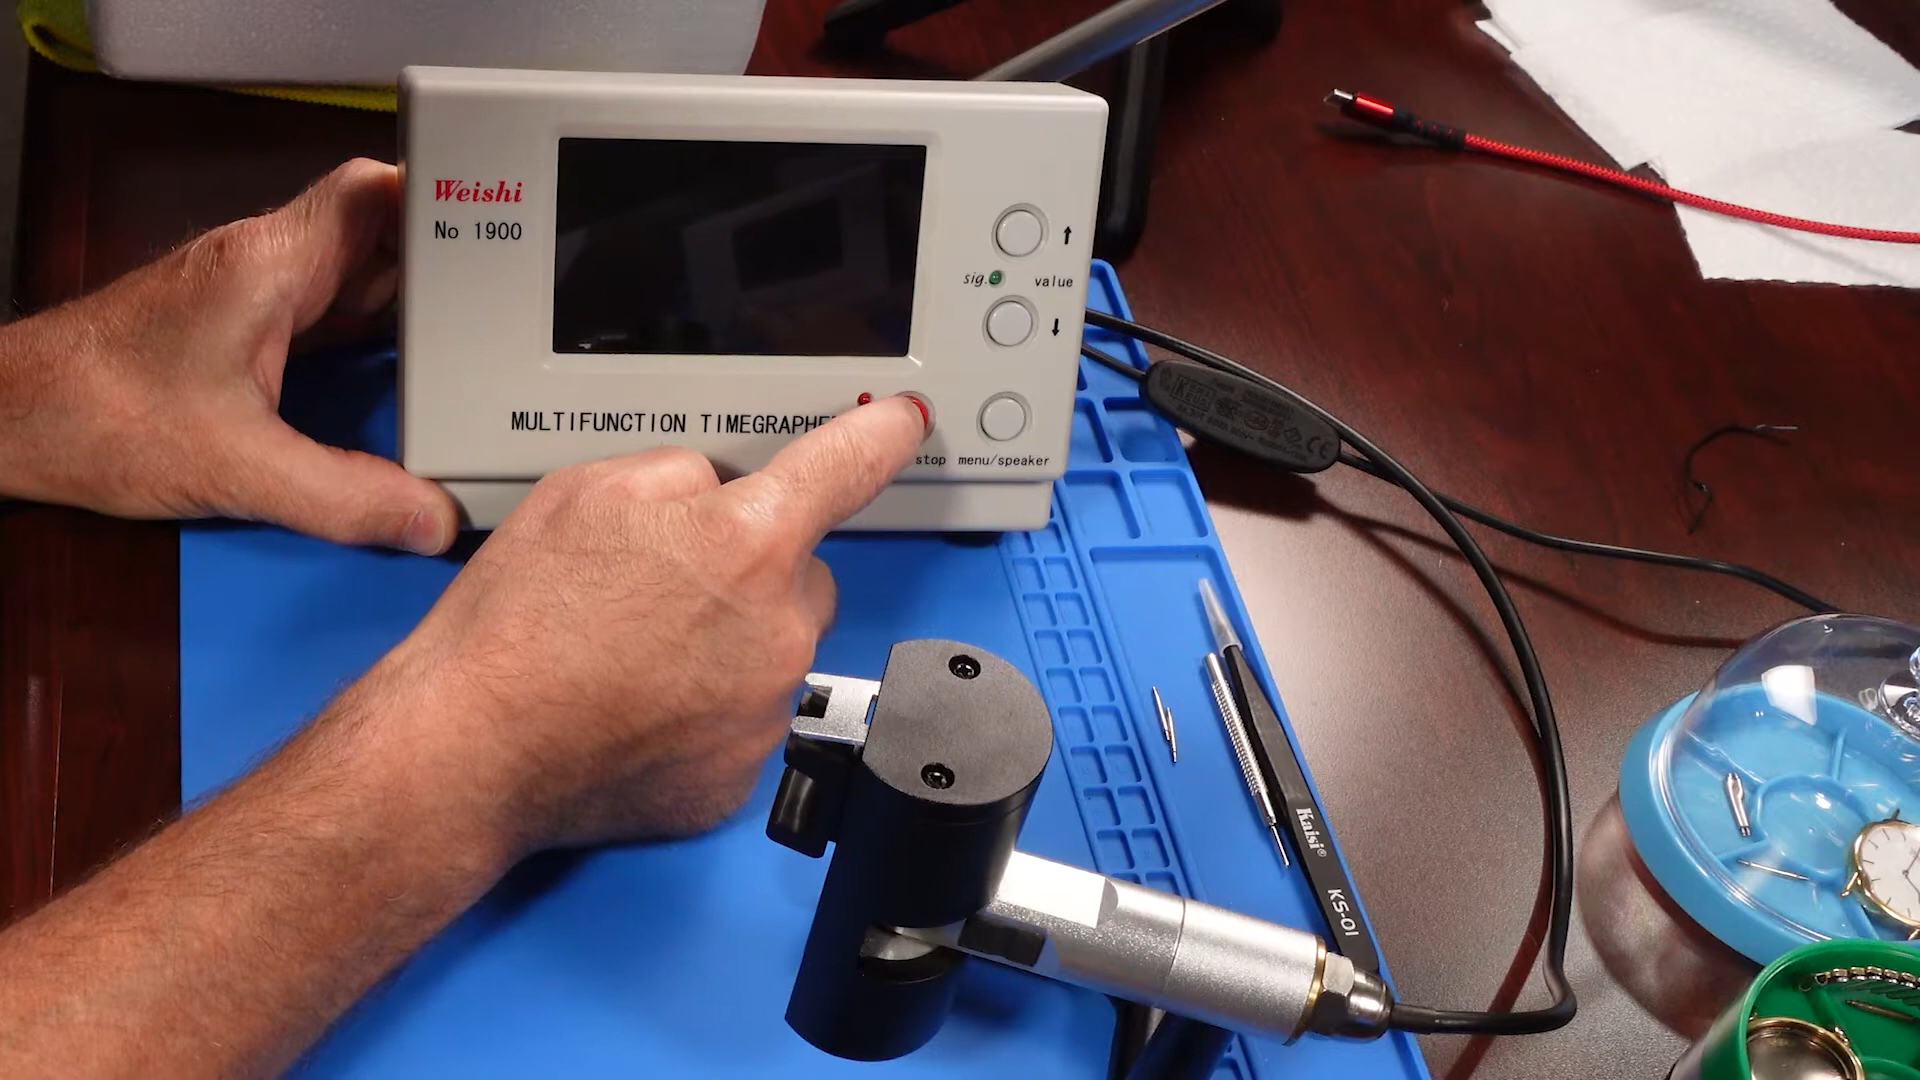 Weishi
No 1900
↑
sig.
value
↓
MULTIFUNCTION TIMEGRAPHE
stop
menu/speaker
Kaisi®
KS-01